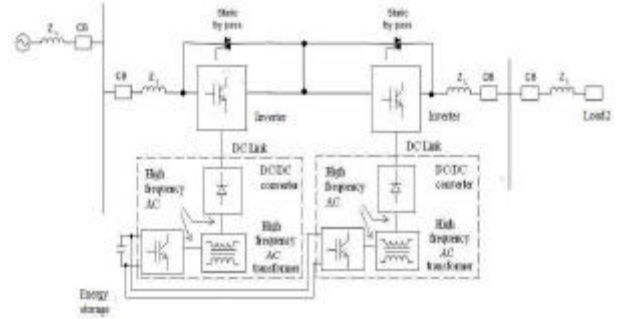 Static
by pass
Static
by pass
CB
CB
Z
CB
CB
Z
Inverter
Inverter
Load2
DC Link
DC Link
High
frequency
AC
DC/DC
converter
High
frequency
AC
DC/DC
converter
High
frequency
AC
transformer
High
frequency
AC
transformer
Energy
storage